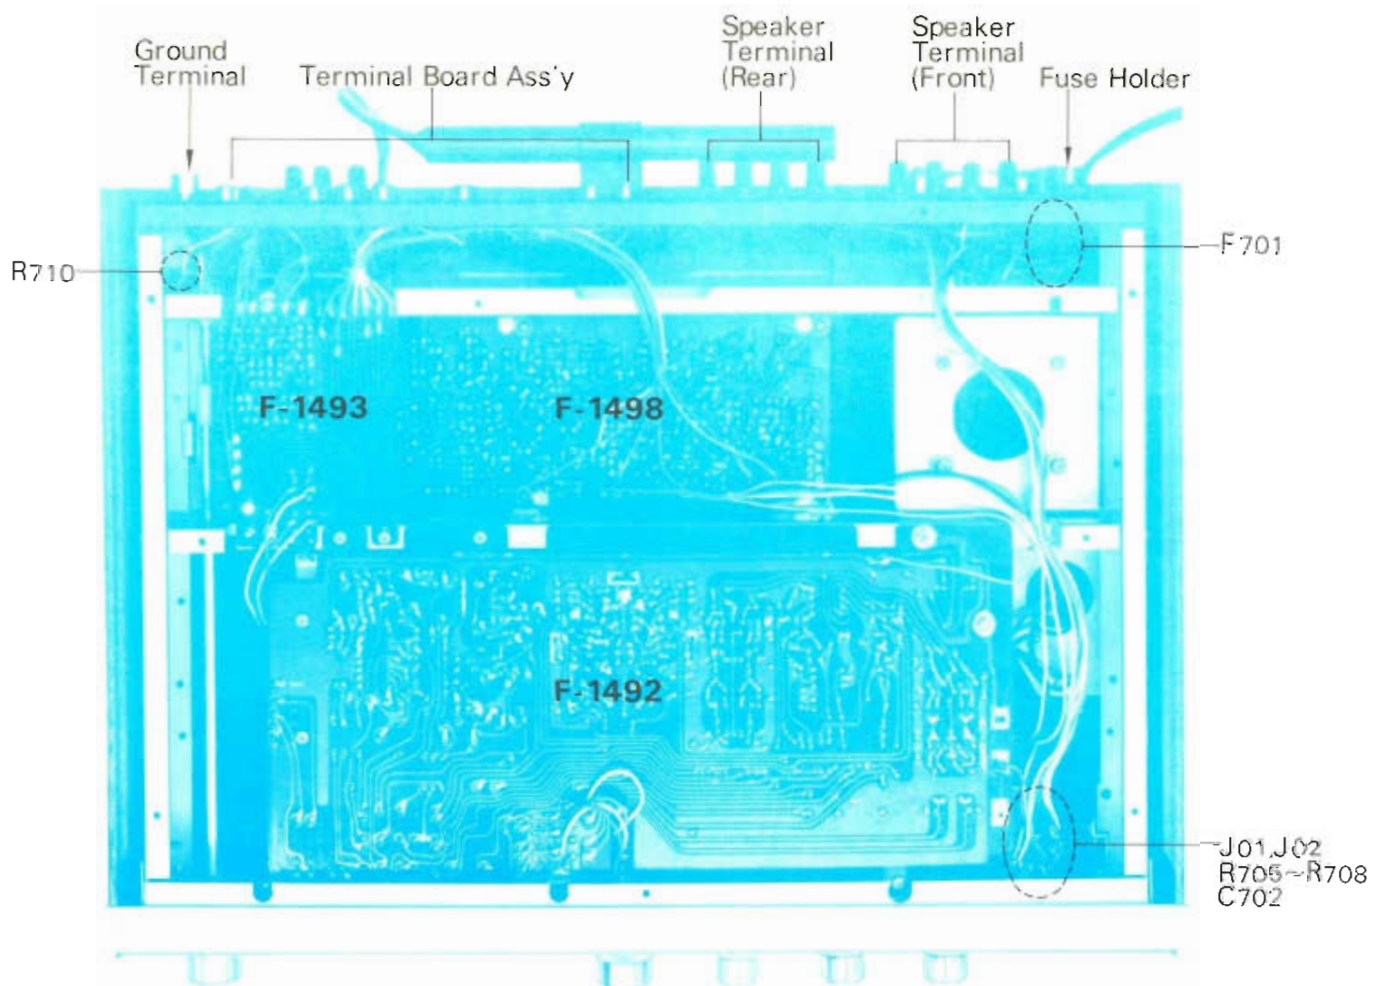 Ground
Terminal
Terminal Board Ass'y
Speaker
Terminal
(Rear)
Speaker
Terminal
(Front)
Fuse Holder
R710
F701
F-1493
F-1498
F-1492
J01,J02
R705~R708
C702